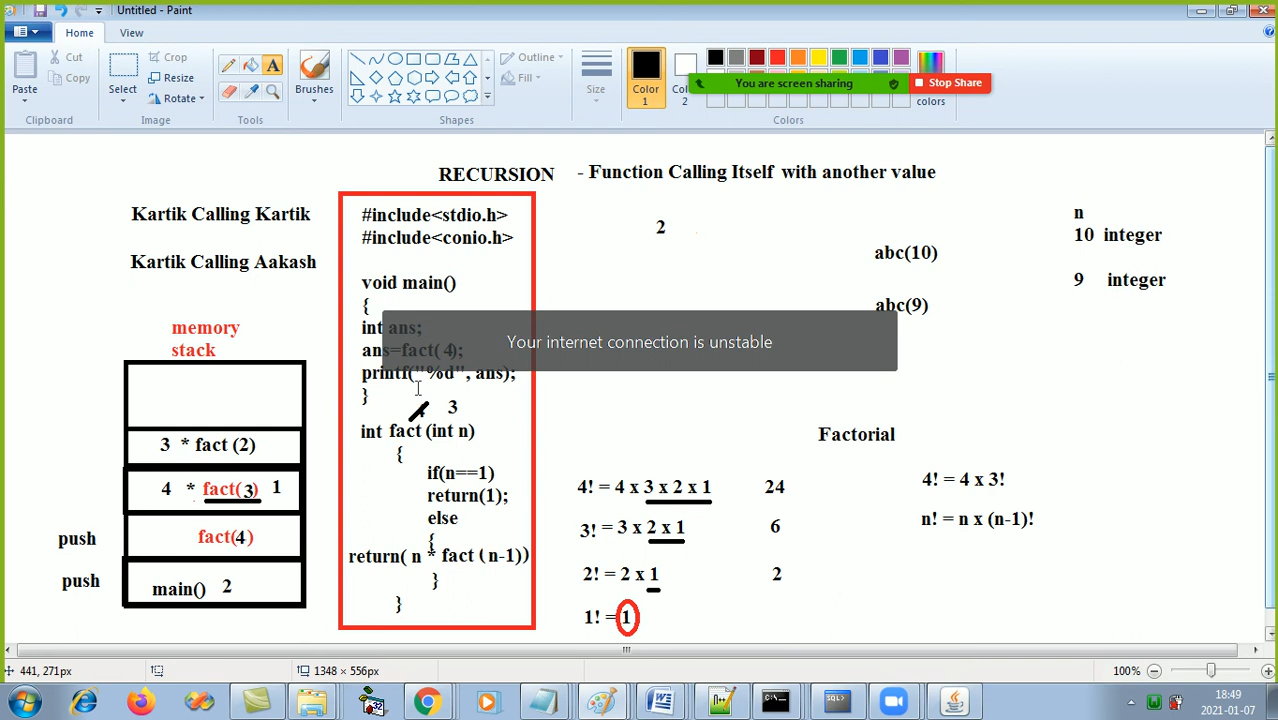 Untitled - Paint
Home
View
Paste
Cut
Copy
Clipboard
Select
Crop
Resize
Rotate
Image
A
Tools
Brushes
Shapes
Outline
Fill
Size
Color 1
Color 2
colors
Colors
You are screen sharing
Stop Share
RECURSION - Function Calling Itself with another value
Kartik Calling Kartik
Kartik Calling Aakash
memory
stack
3 * fact (2)
4 * fact(3) 1
push fact(4)
push main() 2
#include<stdio.h>
#include<conio.h>
void main()
{
int ans;
ans=fact( 4);
printf("%d", ans);
}
3
int fact (int n)
{
if(n==1)
return(1);
else
{
return( n * fact ( n-1))
}
}
2
n
10 integer
abc(10)
9 integer
abc(9)
Your internet connection is unstable
Factorial
4! = 4 x 3 x 2 x 1 24
3! = 3 x 2 x 1 6
2! = 2 x 1 2
1! = 1
4! = 4 x 3!
n! = n x (n-1)!
441, 271px
1348 × 556px
100%
18:49
2021-01-07